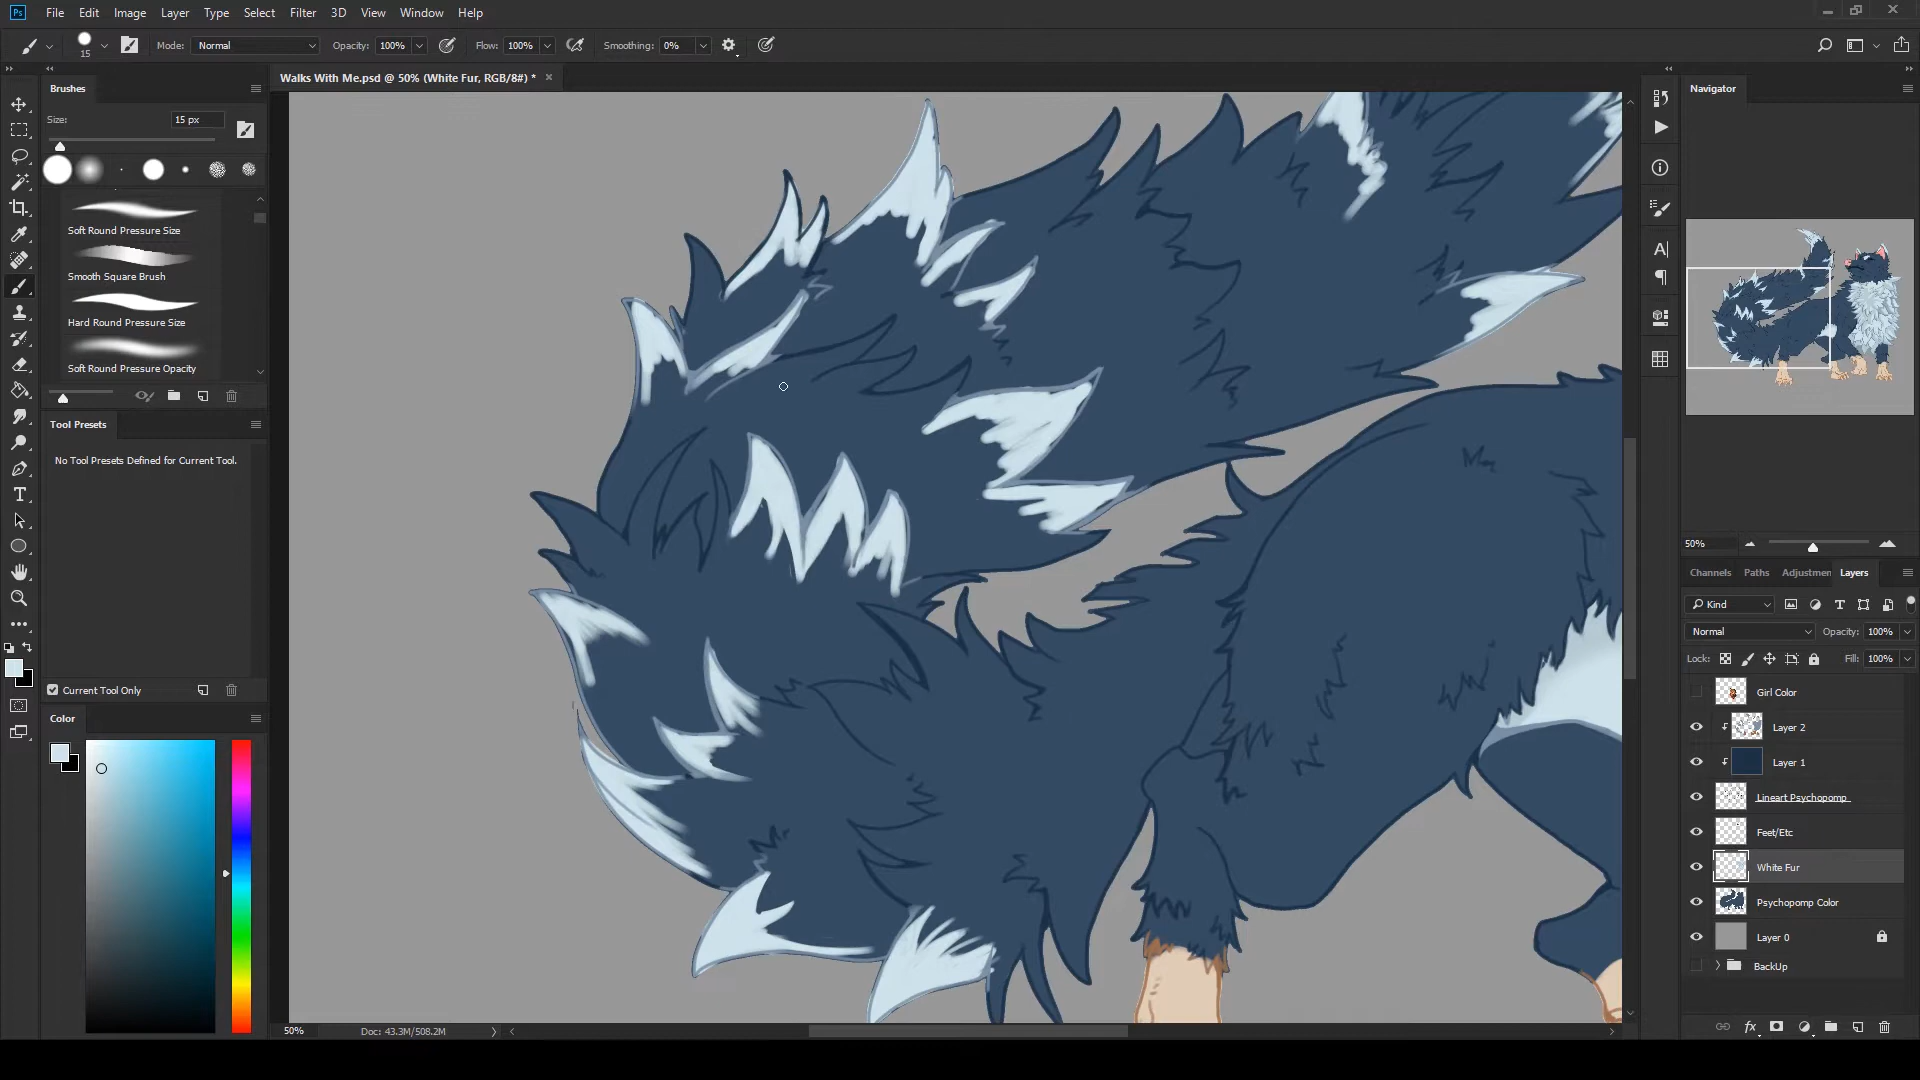 Ps File Edit Image Layer Type Select Filter 3D View Window Help
15 Mode: Normal Opacity: 100% Flow: 100% Smoothing: 0%
Walks With Me.psd @ 50% (White Fur, RGB/8#) *
Brushes
Size: 15 px
Soft Round Pressure Size
Smooth Square Brush
Hard Round Pressure Size
Soft Round Pressure Opacity
Tool Presets
No Tool Presets Defined for Current Tool.
Current Tool Only
Color
50% Doc: 43.3M/508.2M
Navigator
50%
Channels Paths Adjustmen Layers
Kind
Normal Opacity: 100%
Lock: Fill: 100%
Girl Color
Layer 2
Layer 1
Lineart Psychopomp
Feet/Etc
White Fur
Psychopomp Color
Layer 0
BackUp